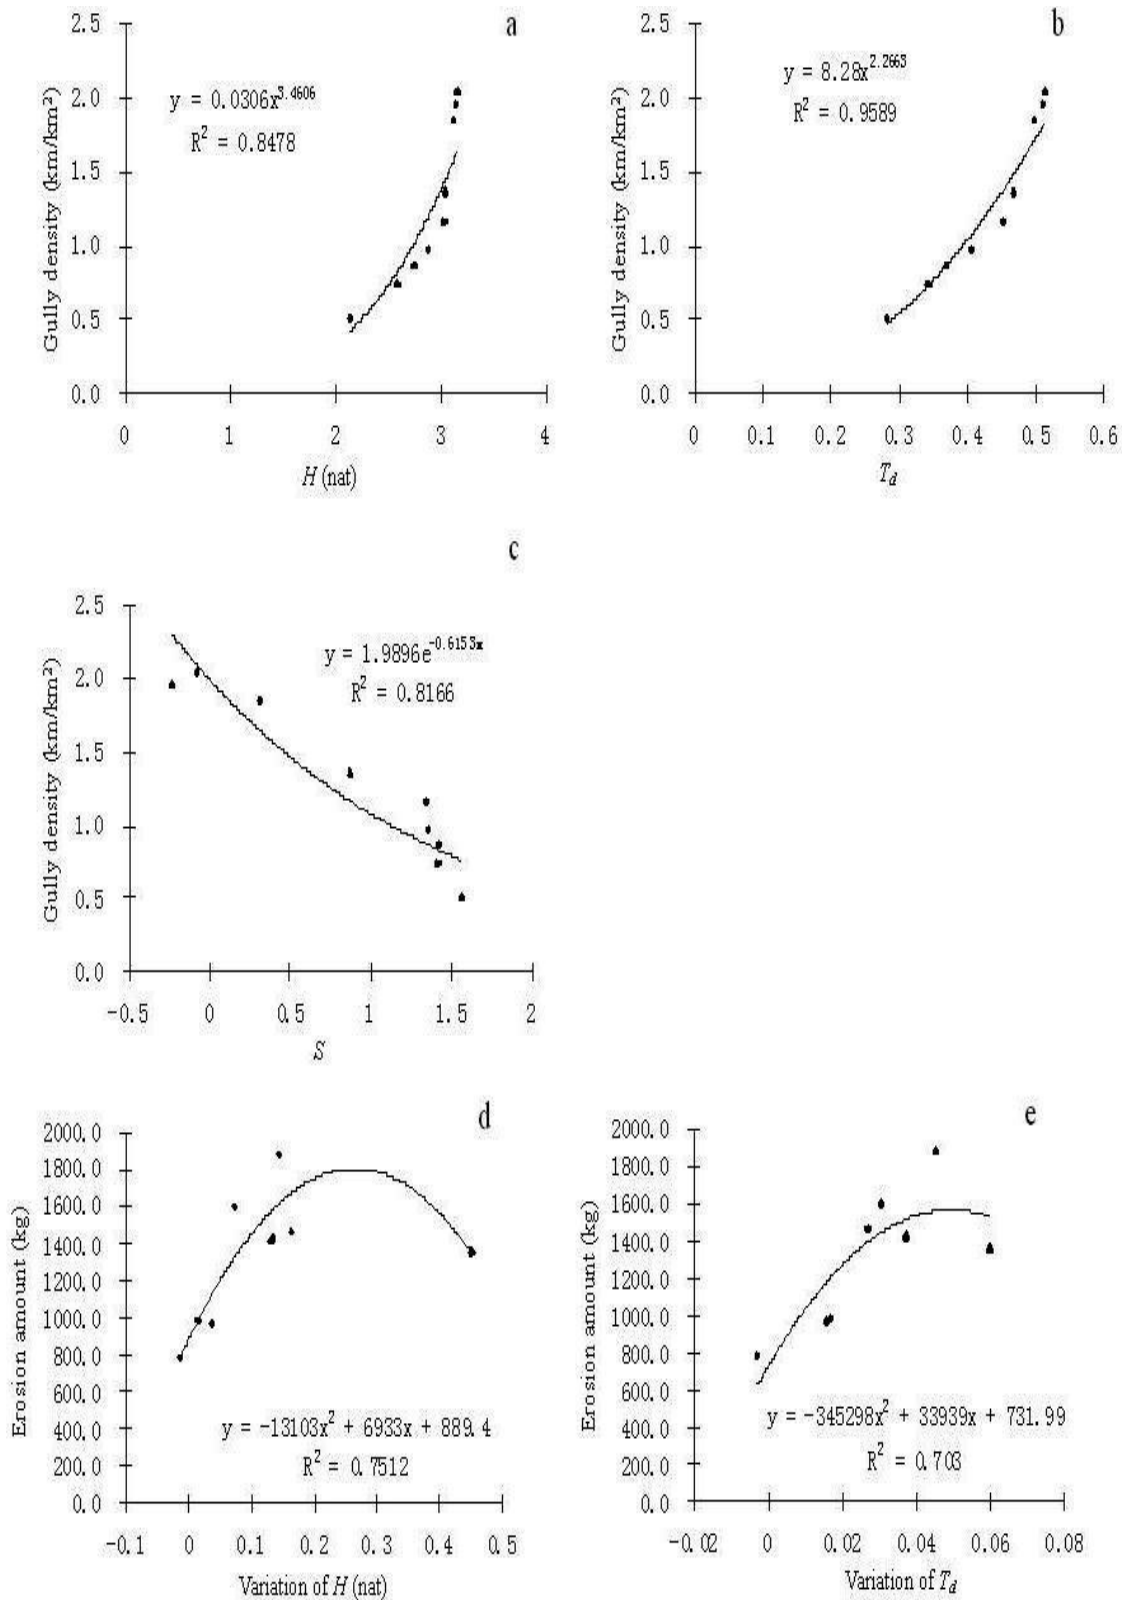 a
2.5
2.0
1.5
1.0
0.5
0.0
Gully density (km/km²)
y = 0.0306x^3.4606
R² = 0.8478
0 1 2 3 4
H (nat)
b
2.5
2.0
1.5
1.0
0.5
0.0
Gully density (km/km²)
y = 8.28x^2.2663
R² = 0.9589
0 0.1 0.2 0.3 0.4 0.5 0.6
T_d
c
2.5
2.0
1.5
1.0
0.5
0.0
Gully density (km/km²)
y = 1.9896e^-0.6153x
R² = 0.8166
-0.5 0 0.5 1 1.5 2
S
d
2000.0
1800.0
1600.0
1400.0
1200.0
1000.0
800.0
600.0
400.0
200.0
0.0
Erosion amount (kg)
y = -13103x² + 6933x + 889.4
R² = 0.7512
-0.1 0 0.1 0.2 0.3 0.4 0.5
Variation of H (nat)
e
2000.0
1800.0
1600.0
1400.0
1200.0
1000.0
800.0
600.0
400.0
200.0
0.0
Erosion amount (kg)
y = -345298x² + 33939x + 731.99
R² = 0.703
-0.02 0 0.02 0.04 0.06 0.08
Variation of T_d